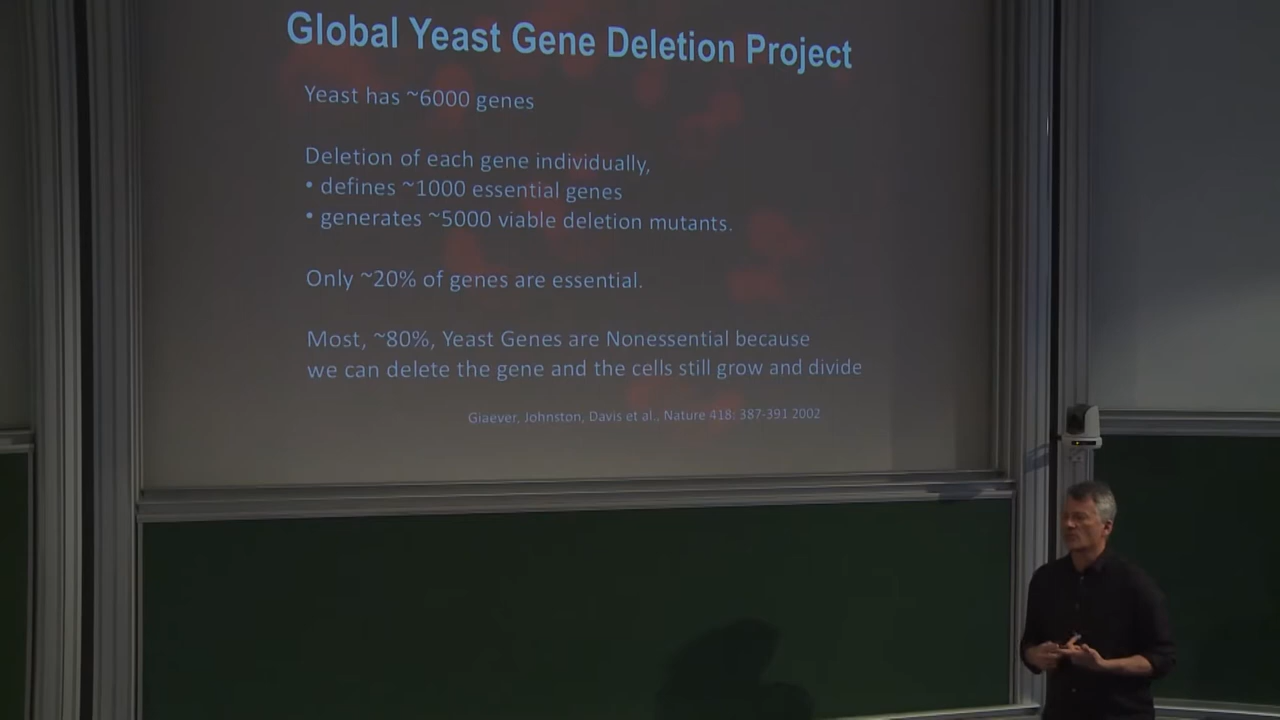 Global Yeast Gene Deletion Project
Yeast has ~6000 genes
Deletion of each gene individually,
• defines ~1000 essential genes
• generates ~5000 viable deletion mutants.
Only ~20% of genes are essential.
Most, ~80%, Yeast Genes are Nonessential because
we can delete the gene and the cells still grow and divide
Giaever, Johnston, Davis et al., Nature 418: 387-391 2002